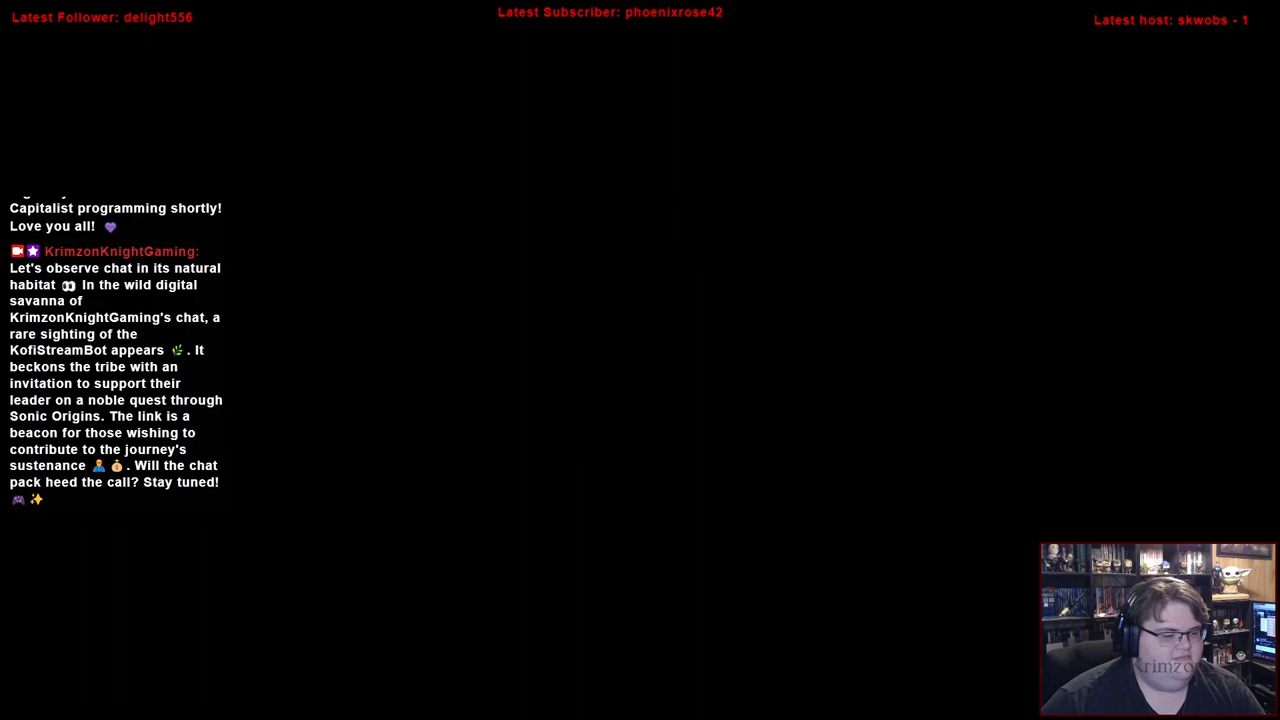 Latest Follower: delight556
Latest Subscriber: phoenixrose42
Latest host: skwobs - 1
Capitalist programming shortly!
Love you all! 💜
KrimzonKnightGaming:
Let's observe chat in its natural
habitat 👀 In the wild digital
savanna of
KrimzonKnightGaming's chat, a
rare sighting of the
KofiStreamBot appears 🌿. It
beckons the tribe with an
invitation to support their
leader on a noble quest through
Sonic Origins. The link is a
beacon for those wishing to
contribute to the journey's
sustenance 🙎‍♂️💰. Will the chat
pack heed the call? Stay tuned!
🎮✨
Krimzo